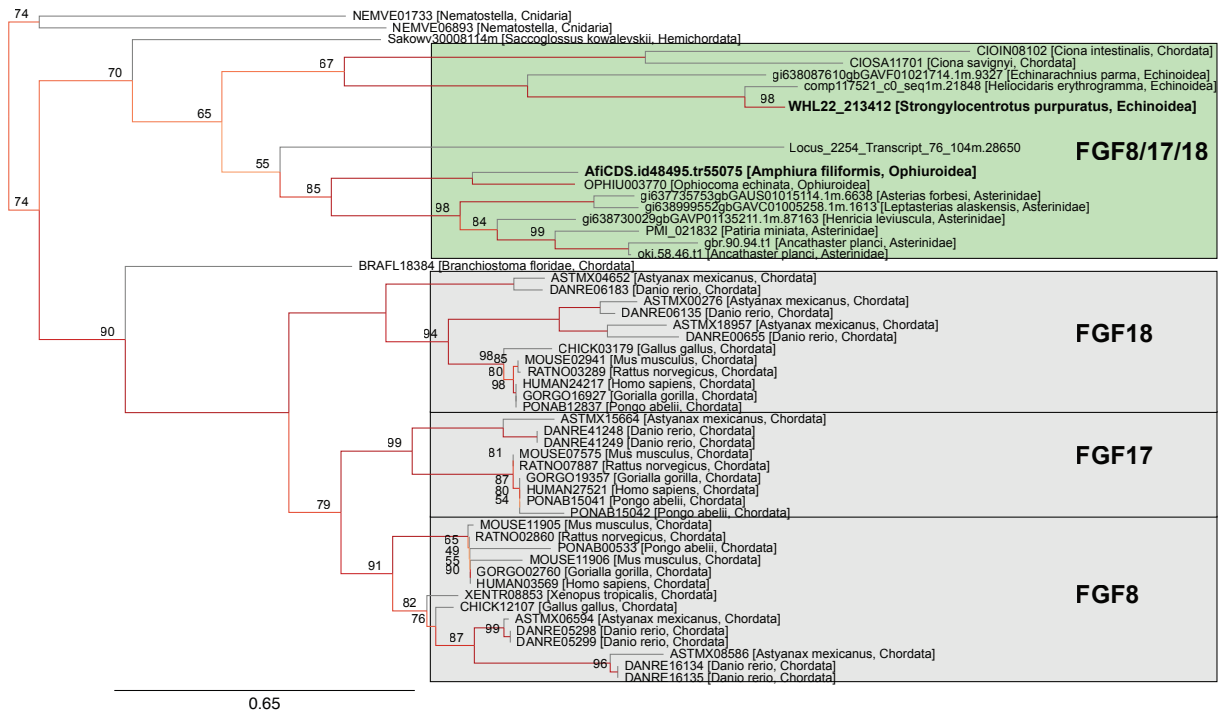 74
NEMVE01733 [Nematostella, Cnidaria]
NEMVE06893 [Nematostella, Cnidaria]
Sakowv30008114m [Saccoglossus kowalevskii, Hemichordata]
CIOIN08102 [Ciona intestinalis, Chordata]
67
CIOSA11701 [Ciona savignyi, Chordata]
70
gi638087610gbGAVF01021714.1m.9327 [Echinarachnius parma, Echinoidea]
comp117521_c0_seq1m.21848 [Heliocidaris erythrogramma, Echinoidea]
98
WHL22_213412 [Strongylocentrotus purpuratus, Echinoidea]
65
Locus_2254_Transcript_76_104m.28650
FGF8/17/18
55
AfiCDS.id48495.tr55075 [Amphiura filiformis, Ophiuroidea]
85
OPHIU003770 [Ophiocoma echinata, Ophiuroidea]
gi637735753gbGAUS01015114.1m.6638 [Asterias forbesi, Asterinidae]
98
gi638999552gbGAVC01005258.1m.1613 [Leptasterias alaskensis, Asterinidae]
74
84
gi638730029gbGAVP01135211.1m.87163 [Henricia leviuscula, Asterinidae]
99
PMI_021832 [Patiria miniata, Asterinidae]
gbr.90.94.t1 [Ancathaster planci, Asterinidae]
oki.58.46.t1 [Ancathaster planci, Asterinidae]
BRAFL18384 [Branchiostoma floridae, Chordata]
ASTMX04652 [Astyanax mexicanus, Chordata]
DANRE06183 [Danio rerio, Chordata]
ASTMX00276 [Astyanax mexicanus, Chordata]
DANRE06135 [Danio rerio, Chordata]
90
94
ASTMX18957 [Astyanax mexicanus, Chordata]
DANRE00655 [Danio rerio, Chordata]
FGF18
CHICK03179 [Gallus gallus, Chordata]
98
85
MOUSE02941 [Mus musculus, Chordata]
80
RATNO03289 [Rattus norvegicus, Chordata]
98
HUMAN24217 [Homo sapiens, Chordata]
GORGO16927 [Gorialla gorilla, Chordata]
PONAB12837 [Pongo abelii, Chordata]
ASTMX15664 [Astyanax mexicanus, Chordata]
DANRE41248 [Danio rerio, Chordata]
99
DANRE41249 [Danio rerio, Chordata]
81
MOUSE07575 [Mus musculus, Chordata]
FGF17
RATNO07887 [Rattus norvegicus, Chordata]
87
GORGO19357 [Gorialla gorilla, Chordata]
80
HUMAN27521 [Homo sapiens, Chordata]
54
PONAB15041 [Pongo abelii, Chordata]
79
PONAB15042 [Pongo abelii, Chordata]
MOUSE11905 [Mus musculus, Chordata]
65
RATNO02860 [Rattus norvegicus, Chordata]
49
PONAB00533 [Pongo abelii, Chordata]
55
MOUSE11906 [Mus musculus, Chordata]
91
90
GORGO02760 [Gorialla gorilla, Chordata]
HUMAN03569 [Homo sapiens, Chordata]
FGF8
XENTR08853 [Xenopus tropicalis, Chordata]
82
CHICK12107 [Gallus gallus, Chordata]
76
ASTMX06594 [Astyanax mexicanus, Chordata]
99
DANRE05298 [Danio rerio, Chordata]
87
DANRE05299 [Danio rerio, Chordata]
ASTMX08586 [Astyanax mexicanus, Chordata]
96
DANRE16134 [Danio rerio, Chordata]
DANRE16135 [Danio rerio, Chordata]
0.65